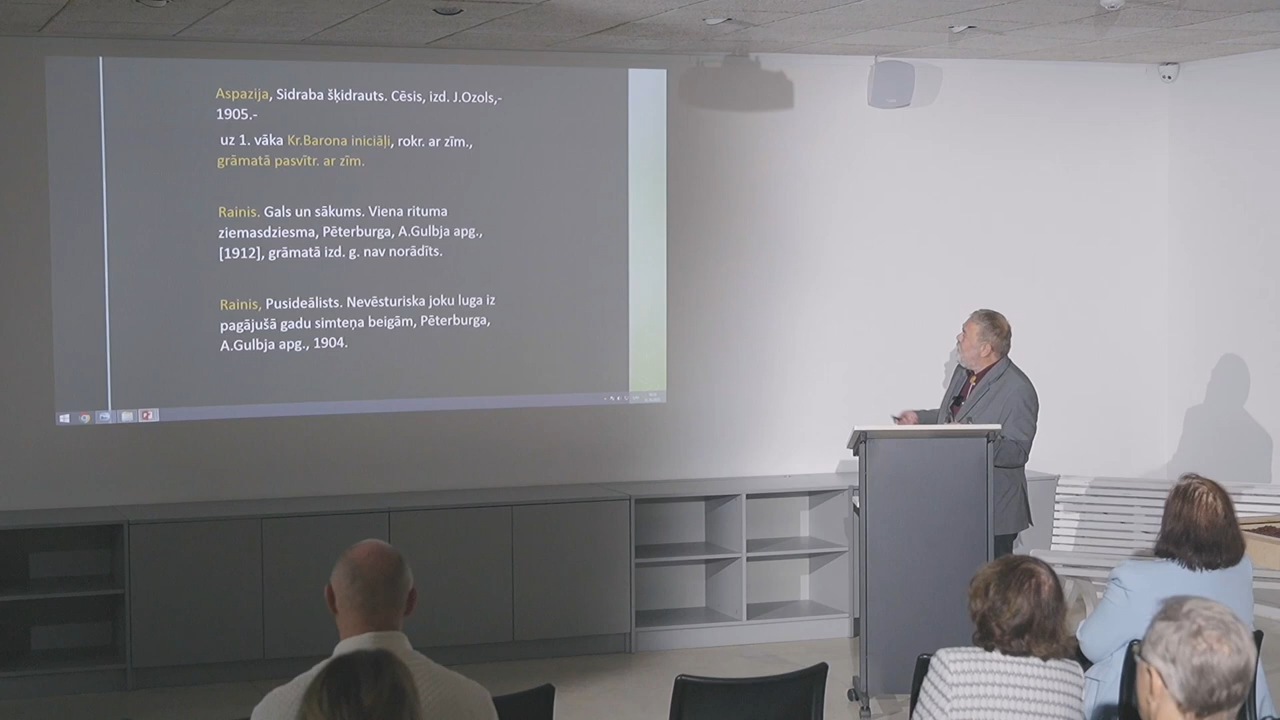 Aspazija, Sidraba šķidrauts. Cēsis, izd. J.Ozols,-
1905.-
uz 1. vāka Kr.Barona iniciāļi, rokr. ar zīm.,
grāmatā pasvītr. ar zīm.
Rainis. Gals un sākums. Viena rituma
ziemasdziesma, Pēterburga, A.Gulbja apg.,
[1912], grāmatā izd. g. nav norādīts.
Rainis, Pusideālists. Nevēsturiska joku luga iz
pagājušā gadu simteņa beigām, Pēterburga,
A.Gulbja apg., 1904.